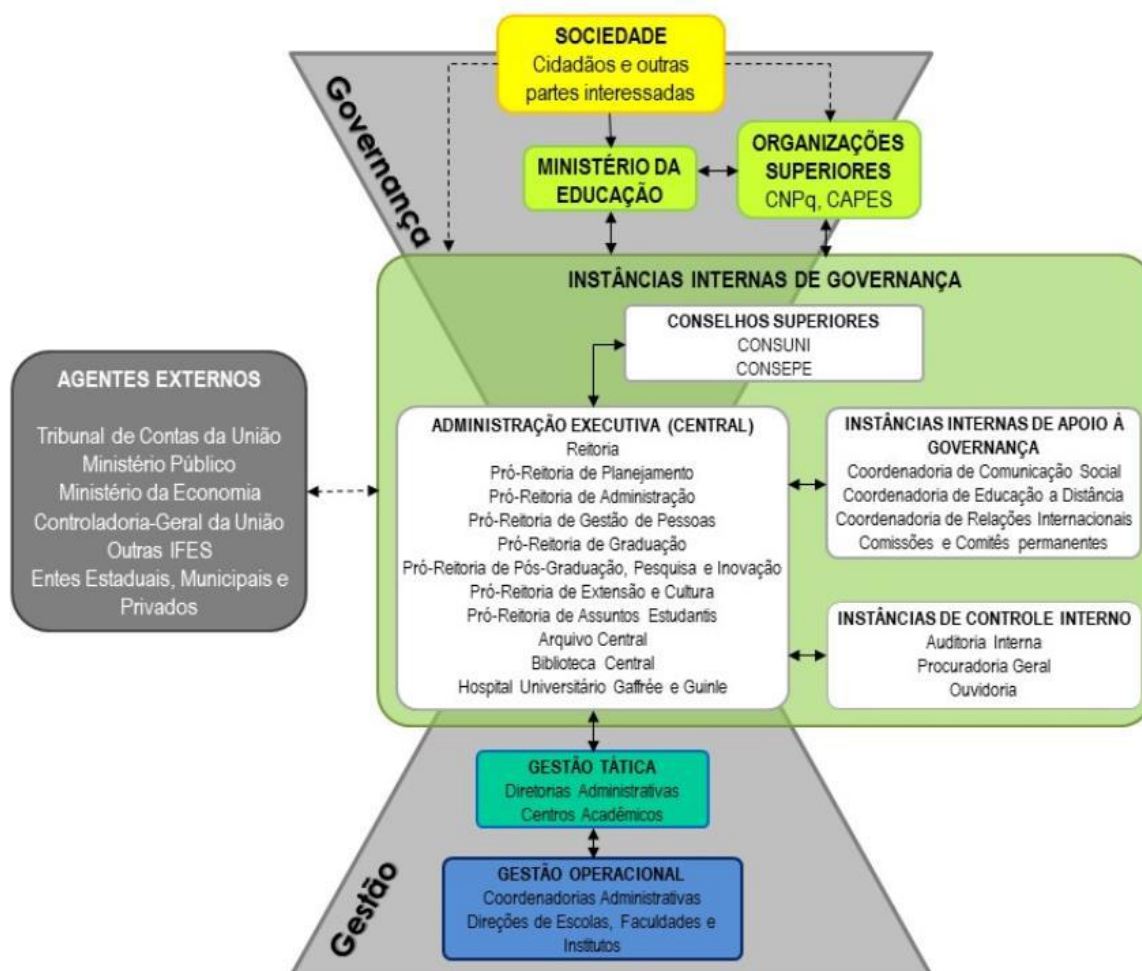 SOCIEDADE
Cidadãos e outras
partes interessadas
Governança
MINISTÉRIO DA
EDUCAÇÃO
ORGANIZAÇÕES
SUPERIORES
CNPq, CAPES
INSTÂNCIAS INTERNAS DE GOVERNANÇA
CONSELHOS SUPERIORES
CONSUNI
CONSEPE
AGENTES EXTERNOS
Tribunal de Contas da União
Ministério Público
Ministério da Economia
Controladoria-Geral da União
Outras IFES
Entes Estaduais, Municipais e
Privados
ADMINISTRAÇÃO EXECUTIVA (CENTRAL)
Reitoria
Pró-Reitoria de Planejamento
Pró-Reitoria de Administração
Pró-Reitoria de Gestão de Pessoas
Pró-Reitoria de Graduação
Pró-Reitoria de Pós-Graduação, Pesquisa e Inovação
Pró-Reitoria de Extensão e Cultura
Pró-Reitoria de Assuntos Estudantis
Arquivo Central
Biblioteca Central
Hospital Universitário Gaffrée e Guinle
INSTÂNCIAS INTERNAS DE APOIO À
GOVERNANÇA
Coordenadoria de Comunicação Social
Coordenadoria de Educação a Distância
Coordenadoria de Relações Internacionais
Comissões e Comitês permanentes
INSTÂNCIAS DE CONTROLE INTERNO
Auditoria Interna
Procuradoria Geral
Ouvidoria
GESTÃO TÁTICA
Diretorias Administrativas
Centros Acadêmicos
Gestão
GESTÃO OPERACIONAL
Coordenadorias Administrativas
Direções de Escolas, Faculdades e
Institutos